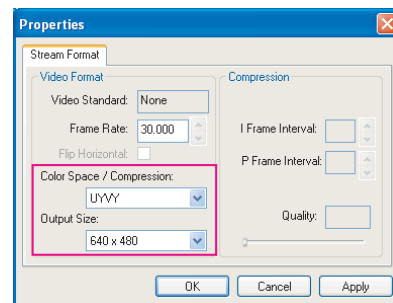 Properties
Stream Format
Video Format
Video Standard: None
Frame Rate: 30.000
Flip Horizontal:
Color Space / Compression:
UYVY
Output Size:
640 x 480
Compression
I Frame Interval:
P Frame Interval:
Quality:
OK Cancel Apply